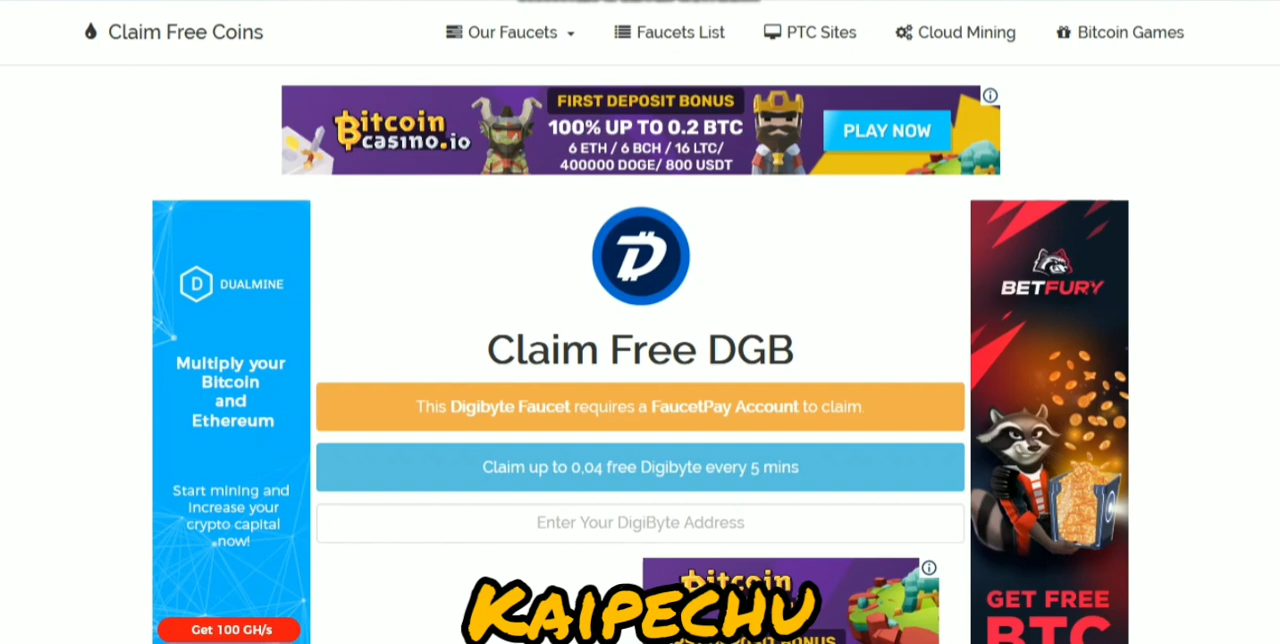 Claim Free Coins
Our Faucets
Faucets List
PTC Sites
Cloud Mining
Bitcoin Games
Bitcoin
casino.io
FIRST DEPOSIT BONUS
100% UP TO 0.2 BTC
6 ETH / 6 BCH / 16 LTC/
400000 DOGE/ 800 USDT
PLAY NOW
D DUALMINE
Multiply your
Bitcoin
and
Ethereum
Start mining and
increase your
crypto capital
now!
Get 100 GH/s
Claim Free DGB
This Digibyte Faucet requires a FaucetPay Account to claim.
Claim up to 0,04 free Digibyte every 5 mins
Enter Your DigiByte Address
Bitcoin
BONUS
KAIPECHU
BETFURY
GET FREE
BTC